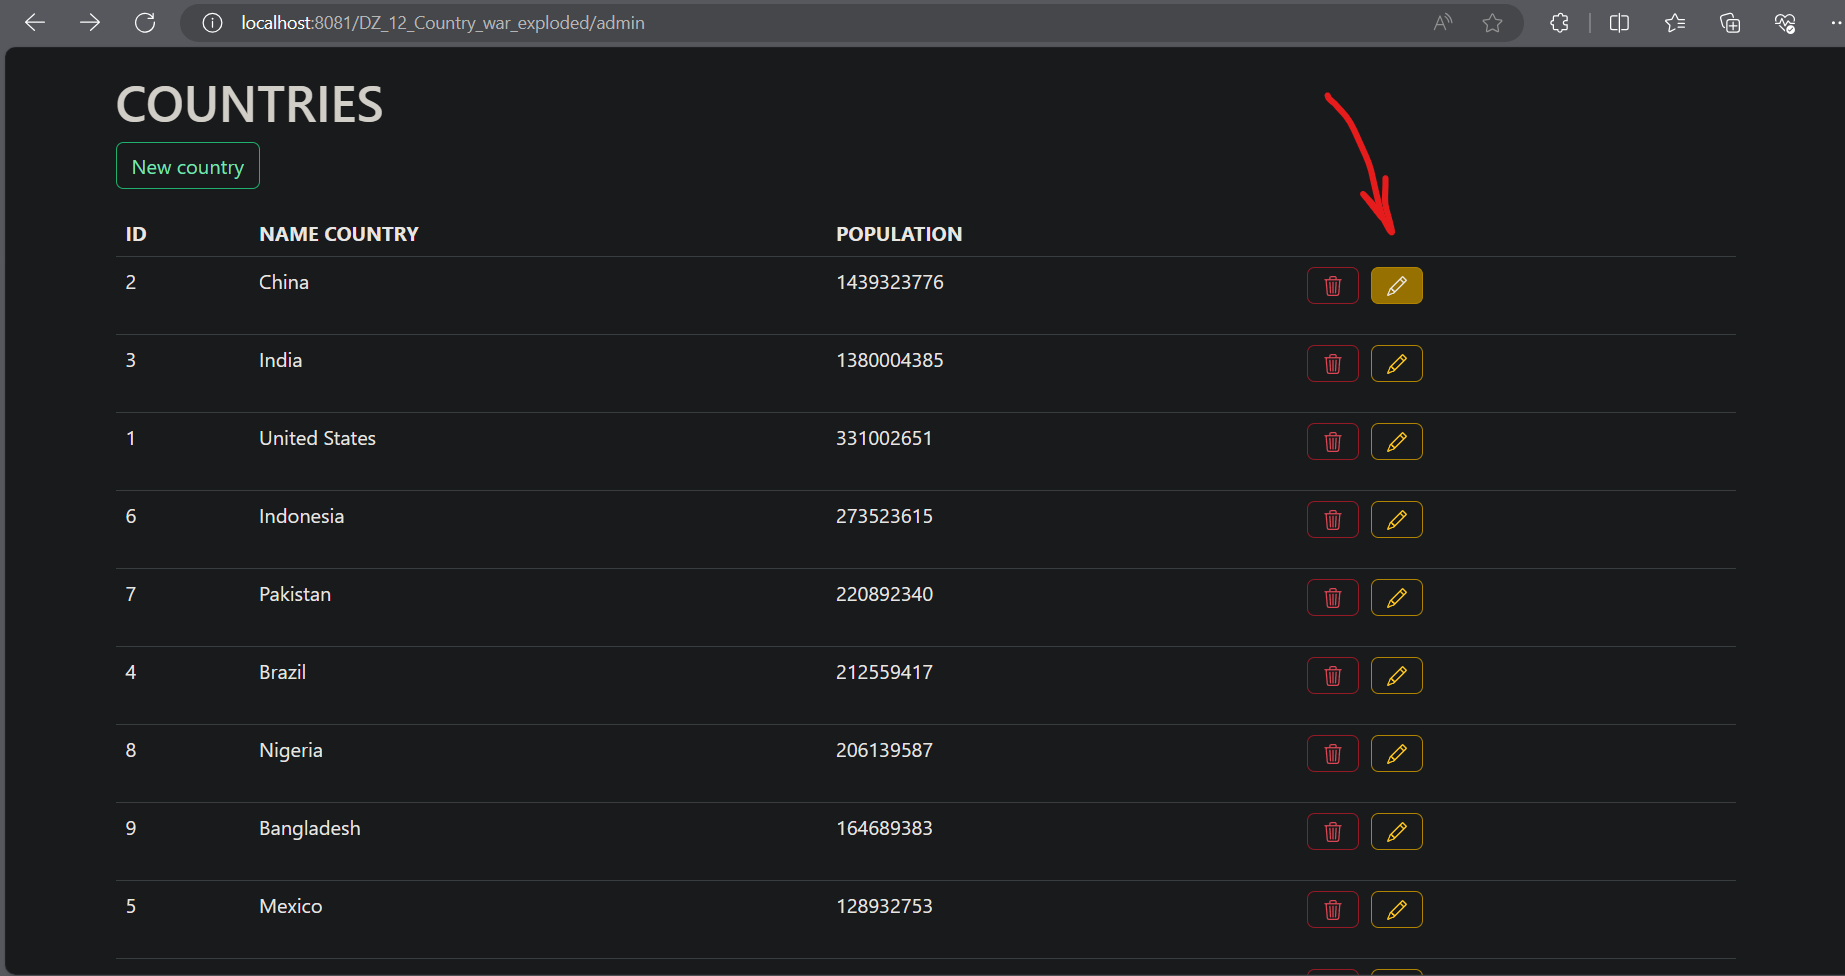 localhost:8081/DZ_12_Country_war_exploded/admin
COUNTRIES
New country
ID NAME COUNTRY POPULATION
2 China 1439323776
3 India 1380004385
1 United States 331002651
6 Indonesia 273523615
7 Pakistan 220892340
4 Brazil 212559417
8 Nigeria 206139587
9 Bangladesh 164689383
5 Mexico 128932753